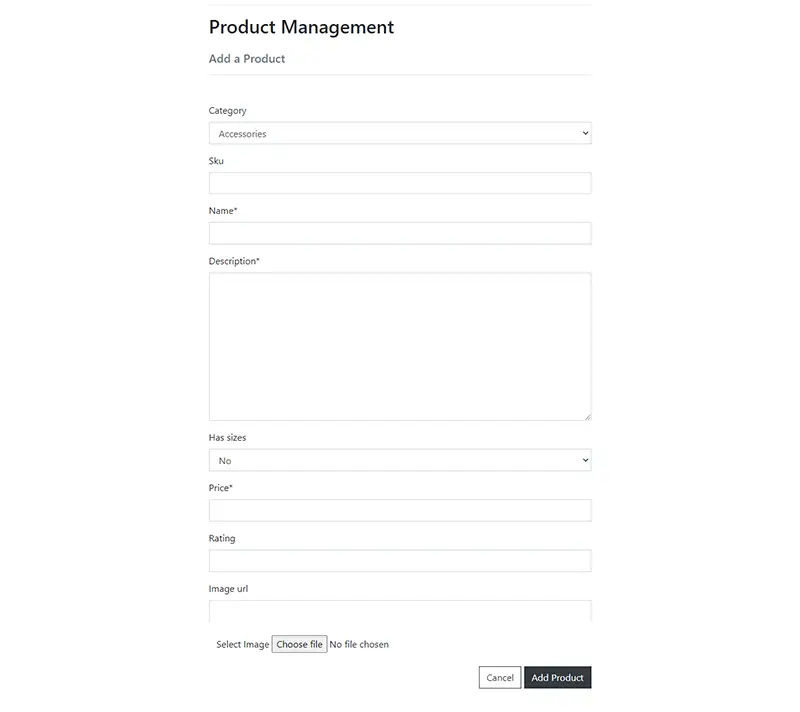 Product Management
Add a Product
Category
Accessories
Sku
Name*
Description*
Has sizes
No
Price*
Rating
Image url
Select Image Choose file No file chosen
Cancel Add Product